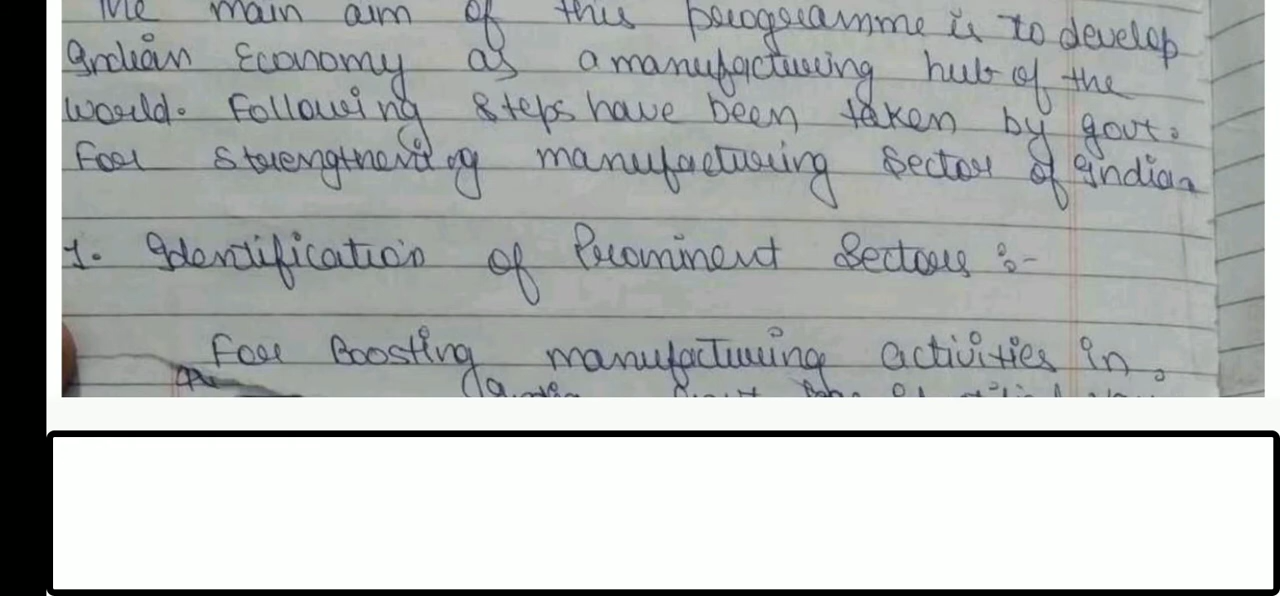 The main aim of this programme is to develop
Indian Economy as a manufacturing hub of the
World. Following steps have been taken by govt.
For strengthening manufacturing sector of Indian
1. Identification of Prominent Sectors :-
For Boosting manufacturing activities in